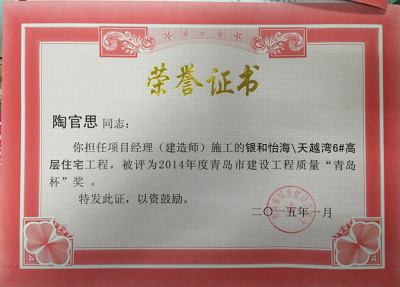 荣誉证书
陶官思同志：
你担任项目经理（建造师）施工的银和怡海\天越湾6#高
层住宅工程，被评为2014年度青岛市建设工程质量“青岛
杯”奖 。
特发此证，以资鼓励。
二〇一五年一月